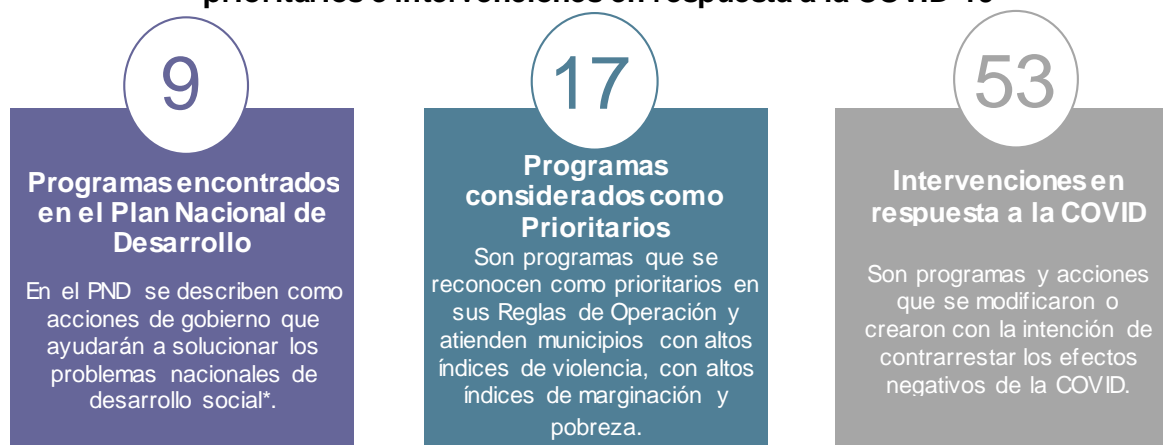 9
Programas encontrados
en el Plan Nacional de
Desarrollo
En el PND se describen como
acciones de gobierno que
ayudarán a solucionar los
problemas nacionales de
desarrollo social*.
17
Programas
considerados como
Prioritarios
Son programas que se
reconocen como prioritarios en
sus Reglas de Operación y
atienden municipios con altos
índices de violencia, con altos
índices de marginación y
pobreza.
53
Intervenciones en
respuesta a la COVID
Son programas y acciones
que se modificaron o
crearon con la intención de
contrarrestar los efectos
negativos de la COVID.